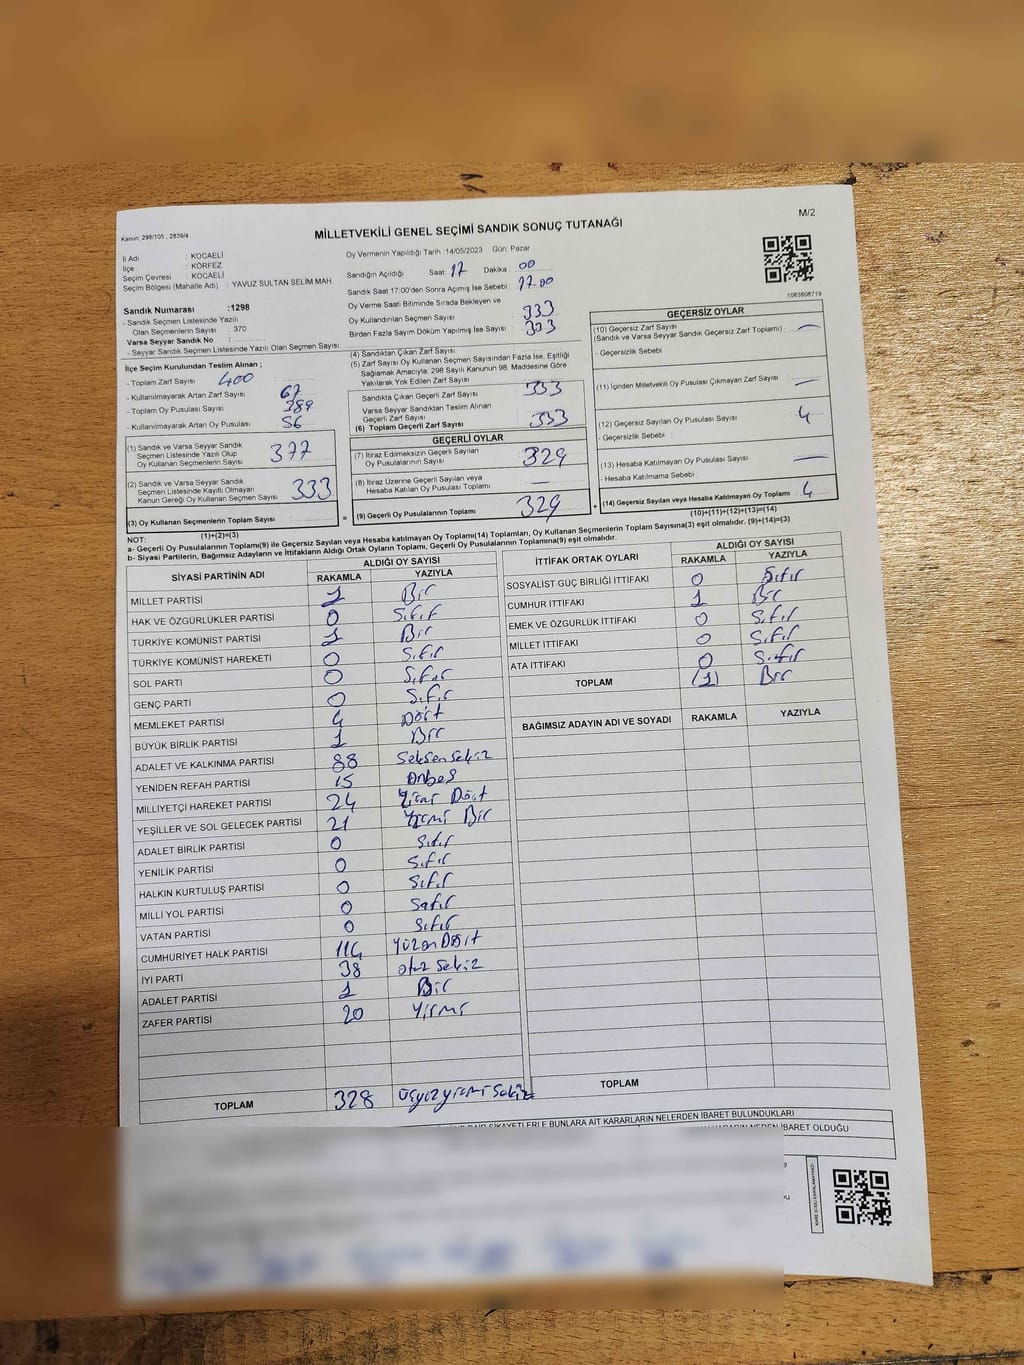 M/2
Kanun: 298/105 , 2839/4
MİLLETVEKİLİ GENEL SEÇİMİ SANDIK SONUÇ TUTANAĞI
İl Adı : KOCAELİ
İlçe : KÖRFEZ
Seçim Çevresi : KOCAELİ
Seçim Bölgesi (Mahalle Adı) : YAVUZ SULTAN SELİM MAH.
Oy Vermenin Yapıldığı Tarih :14/05/2023 Gün: Pazar
Sandığın Açıldığı Saat: 17 Dakika : 00
Sandık Saat 17:00'den Sonra Açımış İse Sebebi : 17.00
Oy Verme Saati Bitiminde Sırada Bekleyen ve
Oy Kullandırılan Seçmen Sayısı : 333
Birden Fazla Sayım Döküm Yapılmış İse Sayısı : 333
1083808719
Sandık Numarası :1298
- Sandık Seçmen Listesinde Yazılı
Olan Seçmenlerin Sayısı : 370
Varsa Seyyar Sandık No :
- Seyyar Seçmen Listesinde Yazılı Olan Seçmen Sayısı:
İlçe Seçim Kurulundan Teslim Alınan ;
- Toplam Zarf Sayısı : 400
- Kullanılmayarak Artan Zarf Sayısı : 67
- Toplam Oy Pusulası Sayısı : 389
- Kullanılmayarak Artan Oy Pusulası : 56
(1) Sandık ve Varsa Seyyar Sandık
Seçmen Listesinde Yazılı Olup
Oy Kullanan Seçmenlerin Sayısı 377
(2) Sandık ve Varsa Seyyar Sandık
Seçmen Listesinde Kayıtlı Olmayan
Kanun Gereği Oy Kullanan Seçmen Sayısı 333
(3) Oy Kullanan Seçmenlerin Toplam Sayısı :
(1)+(2)=(3)
(4) Sandıktan Çıkan Zarf Sayısı
(5) Zarf Sayısı Oy Kullanan Seçmen Sayısından Fazla İse, Eşitliği
Sağlamak Amacıyla, 298 Sayılı Kanunun 98. Maddesine Göre
Yakılarak Yok Edilen Zarf Sayısı
Sandıkta Çıkan Geçerli Zarf Sayısı 333
Varsa Seyyar Sandıktan Teslim Alınan
Geçerli Zarf Sayısı
(6) Toplam Geçerli Zarf Sayısı 333
GEÇERLİ OYLAR
(7) İtiraz Edilmeksizin Geçerli Sayılan
Oy Pusulalarının Sayısı 329
(8) İtiraz Üzerine Geçerli Sayılan veya
Hesaba Katılan Oy Pusulası Toplamı —
(9) Geçerli Oy Pusulalarının Toplamı 329
GEÇERSİZ OYLAR
(10) Geçersiz Zarf Sayısı
(Sandık ve Varsa Seyyar Sandık Geçersiz Zarf Toplamı) : —
- Geçersizlik Sebebi
(11) İçinden Milletvekili Oy Pusulası Çıkmayan Zarf Sayısı : —
(12) Geçersiz Sayılan Oy Pusulası Sayısı : 4
- Geçersizlik Sebebi :
(13) Hesaba Katılmayan Oy Pusulası Sayısı : —
- Hesaba Katılmama Sebebi
(14) Geçersiz Sayılan veya Hesaba Katılmayan Oy Toplamı : 4
(10)+(11)+(12)+(13)=(14)
NOT:
a- Geçerli Oy Pusulalarının Toplamı(9) ile Geçersiz Sayılan veya Hesaba Katılmayan Oy Toplamı(14) Toplamları, Oy Kullanan Seçmenlerin Toplam Sayısına(3) eşit olmalıdır. (9)+(14)=(3)
b- Siyasi Partilerin, Bağımsız Adayların ve İttifakların Aldığı Ortak Oyların Toplamı, Geçerli Oy Pusulalarının Toplamına(9) eşit olmalıdır.
SİYASİ PARTİNİN ADI ALDIĞI OY SAYISI
RAKAMLA YAZIYLA
MİLLET PARTİSİ 1 Bir
HAK VE ÖZGÜRLÜKLER PARTİSİ 0 Sıfır
TÜRKİYE KOMÜNİST PARTİSİ 1 Bir
TÜRKİYE KOMÜNİST HAREKETİ 0 Sıfır
SOL PARTİ 0 Sıfır
GENÇ PARTİ 0 Sıfır
MEMLEKET PARTİSİ 4 Dört
BÜYÜK BİRLİK PARTİSİ 1 Bir
ADALET VE KALKINMA PARTİSİ 88 Seksensekiz
YENİDEN REFAH PARTİSİ 15 Onbeş
MİLLİYETÇİ HAREKET PARTİSİ 24 Yirmi Dört
YEŞİLLER VE SOL GELECEK PARTİSİ 21 Yirmi Bir
ADALET BİRLİK PARTİSİ 0 Sıfır
YENİLİK PARTİSİ 0 Sıfır
HALKIN KURTULUŞ PARTİSİ 0 Sıfır
MİLLİ YOL PARTİSİ 0 Sıfır
VATAN PARTİSİ 0 Sıfır
CUMHURİYET HALK PARTİSİ 114 Yüzon Dört
İYİ PARTİ 38 otuz Sekiz
ADALET PARTİSİ 1 Bir
ZAFER PARTİSİ 20 Yirmi
TOPLAM 328 Üçyüzyirmi Sekiz
İTTİFAK ORTAK OYLARI ALDIĞI OY SAYISI
RAKAMLA YAZIYLA
SOSYALİST GÜÇ BİRLİĞİ İTTİFAKI 0 Sıfır
CUMHUR İTTİFAKI 1 Bir
EMEK VE ÖZGÜRLÜK İTTİFAKI 0 Sıfır
MİLLET İTTİFAKI 0 Sıfır
ATA İTTİFAKI 0 Sıfır
TOPLAM (1) Bir
BAĞIMSIZ ADAYIN ADI VE SOYADI RAKAMLA YAZIYLA
TOPLAM
ŞİKAYETLERLE BUNLARA AİT KARARLARIN NELERDEN İBARET BULUNDUKLARI
KARARIN NEDEN İBARET OLDUĞU